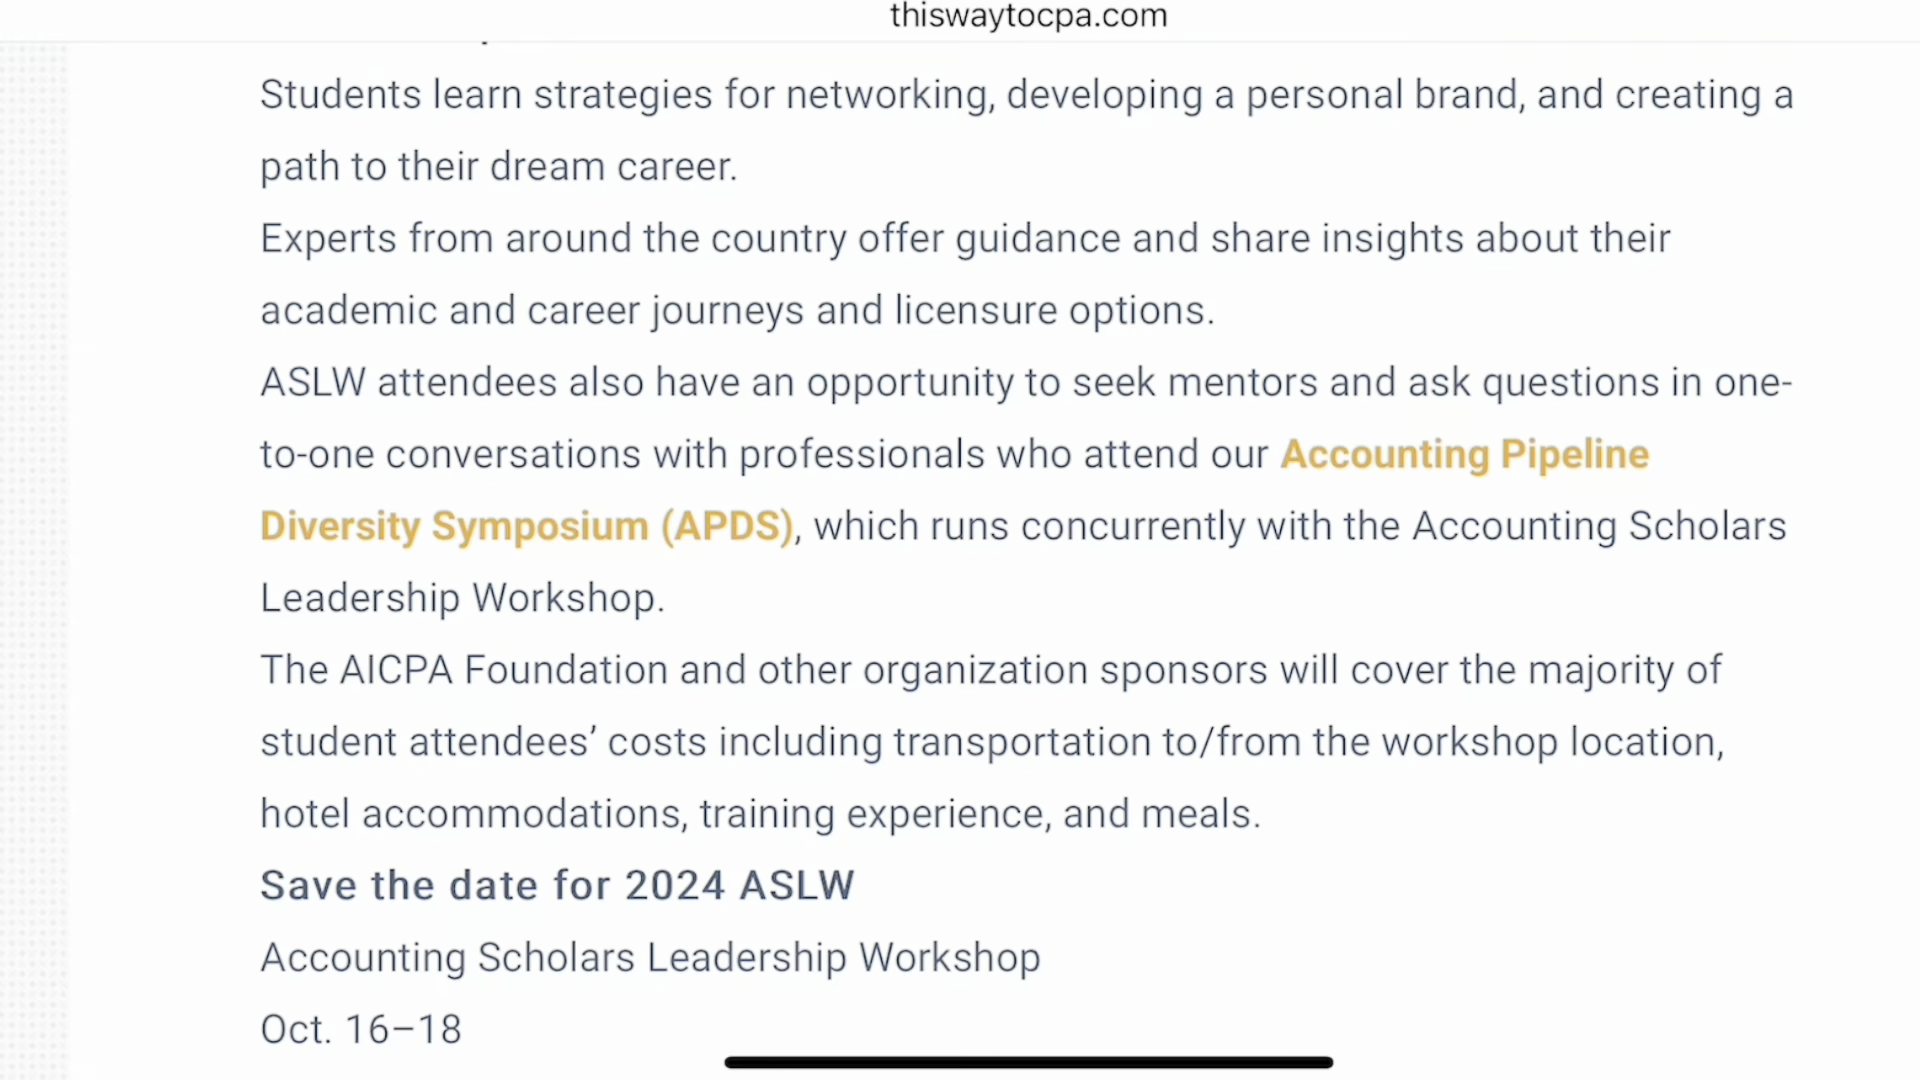 thiswaytocpa.com
Students learn strategies for networking, developing a personal brand, and creating a
path to their dream career.
Experts from around the country offer guidance and share insights about their
academic and career journeys and licensure options.
ASLW attendees also have an opportunity to seek mentors and ask questions in one-
to-one conversations with professionals who attend our Accounting Pipeline
Diversity Symposium (APDS), which runs concurrently with the Accounting Scholars
Leadership Workshop.
The AICPA Foundation and other organization sponsors will cover the majority of
student attendees’ costs including transportation to/from the workshop location,
hotel accommodations, training experience, and meals.
Save the date for 2024 ASLW
Accounting Scholars Leadership Workshop
Oct. 16–18